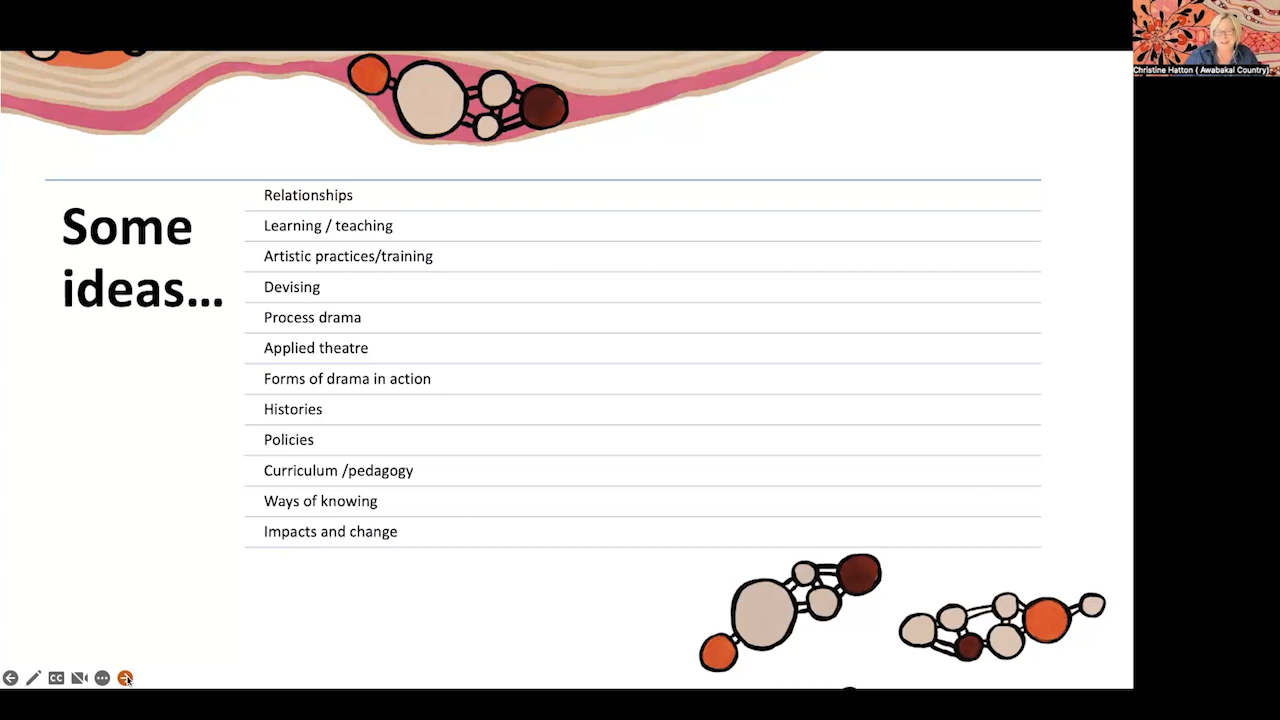 Christine Hatton ( Awabakal Country)
Some
ideas...
Relationships
Learning / teaching
Artistic practices/training
Devising
Process drama
Applied theatre
Forms of drama in action
Histories
Policies
Curriculum /pedagogy
Ways of knowing
Impacts and change
CC